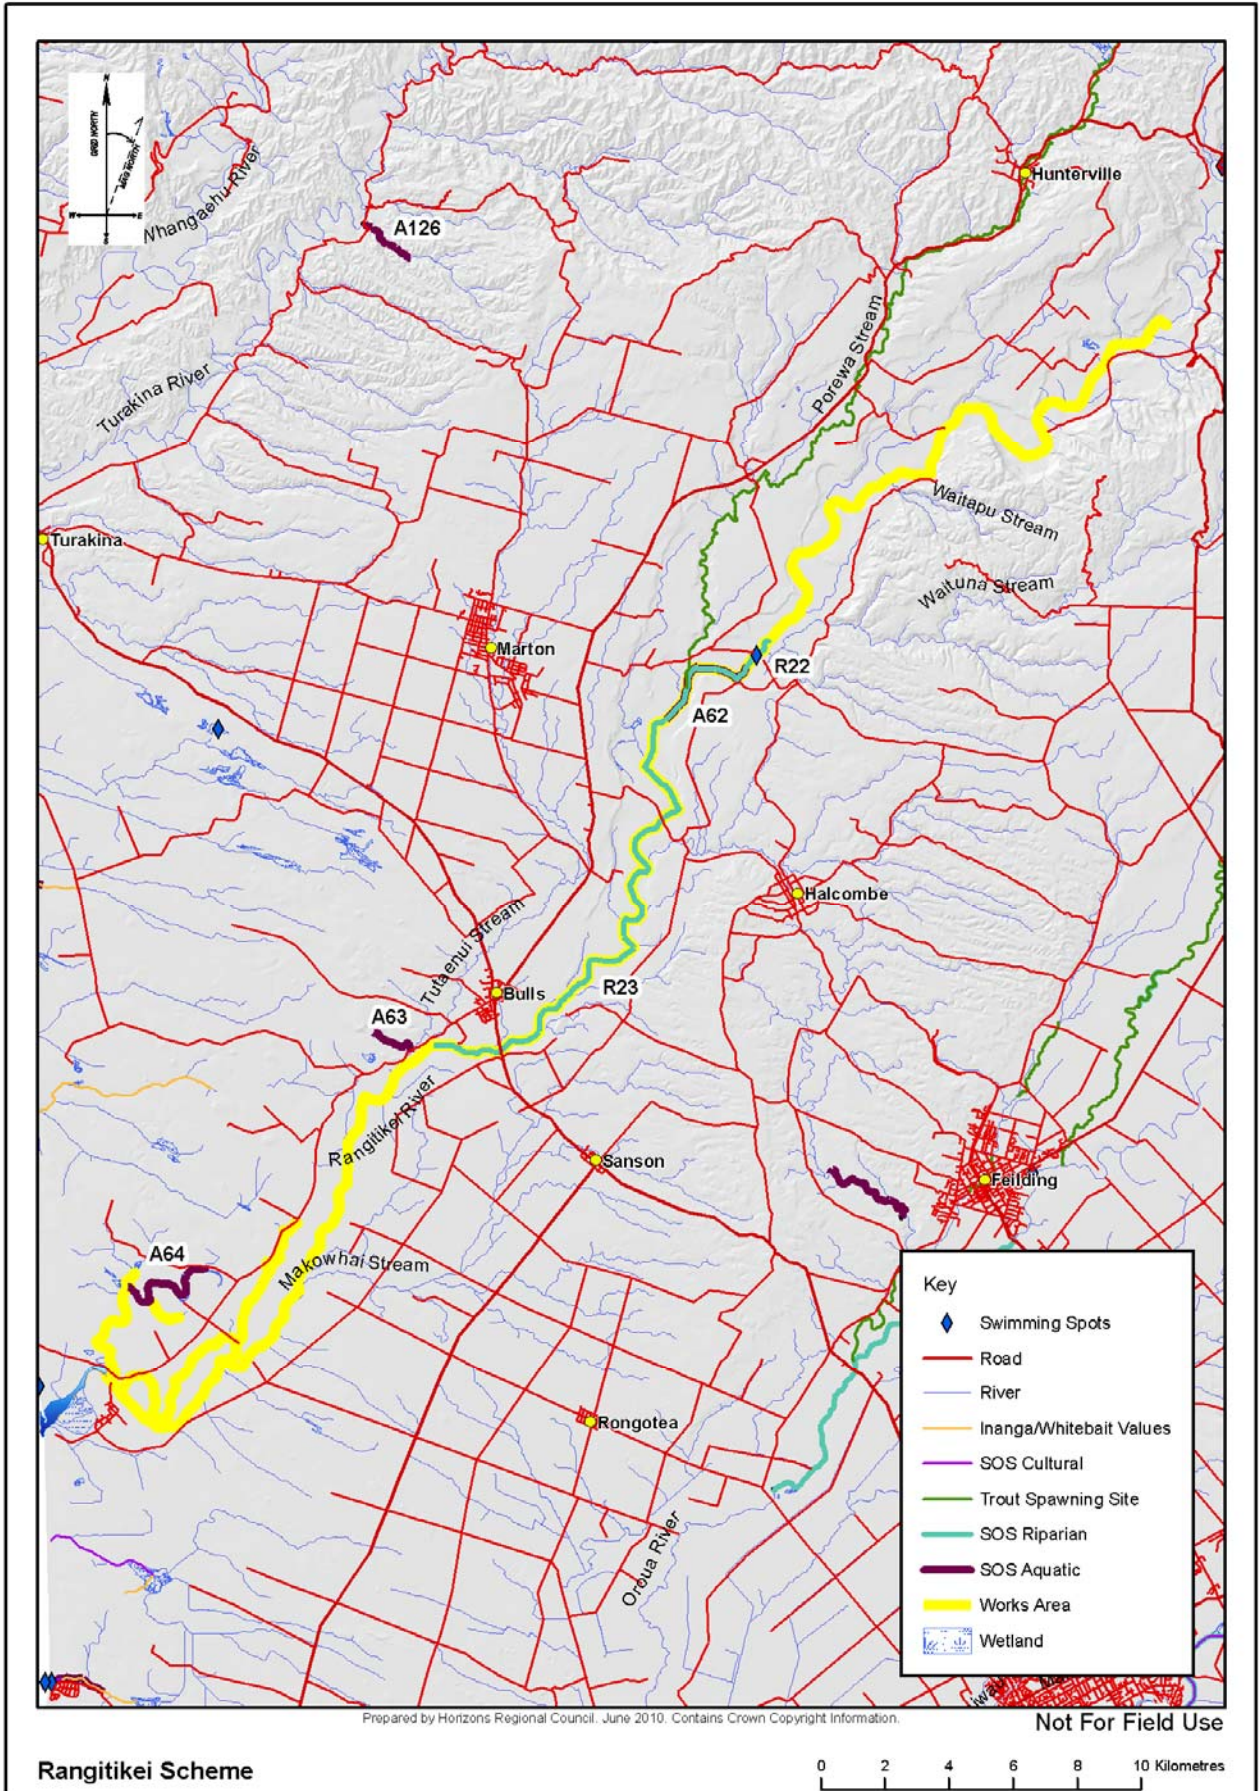 N
GRID NORTH
MAG NORTH
W
E
S
Whangaehu River
A126
Hunterville
Porewa Stream
Turakina River
Waitapu Stream
Turakina
Waituna Stream
Marton
R22
A62
Halcombe
Tutaenui Stream
Bulls
R23
A63
Rangitikei River
Sanson
Feilding
A64
Makowhai Stream
Rongotea
Oroua River
Key
Swimming Spots
Road
River
Inanga/Whitebait Values
SOS Cultural
Trout Spawning Site
SOS Riparian
SOS Aquatic
Works Area
Wetland
Prepared by Horizons Regional Council. June 2010. Contains Crown Copyright Information.
Not For Field Use
Rangitikei Scheme
0 2 4 6 8 10 Kilometres